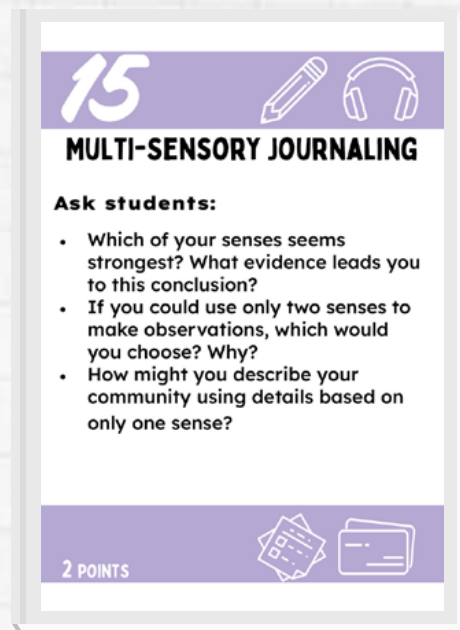 15
MULTI-SENSORY JOURNALING
Ask students:
• Which of your senses seems
strongest? What evidence leads you
to this conclusion?
• If you could use only two senses to
make observations, which would
you choose? Why?
• How might you describe your
community using details based on
only one sense?
2 POINTS